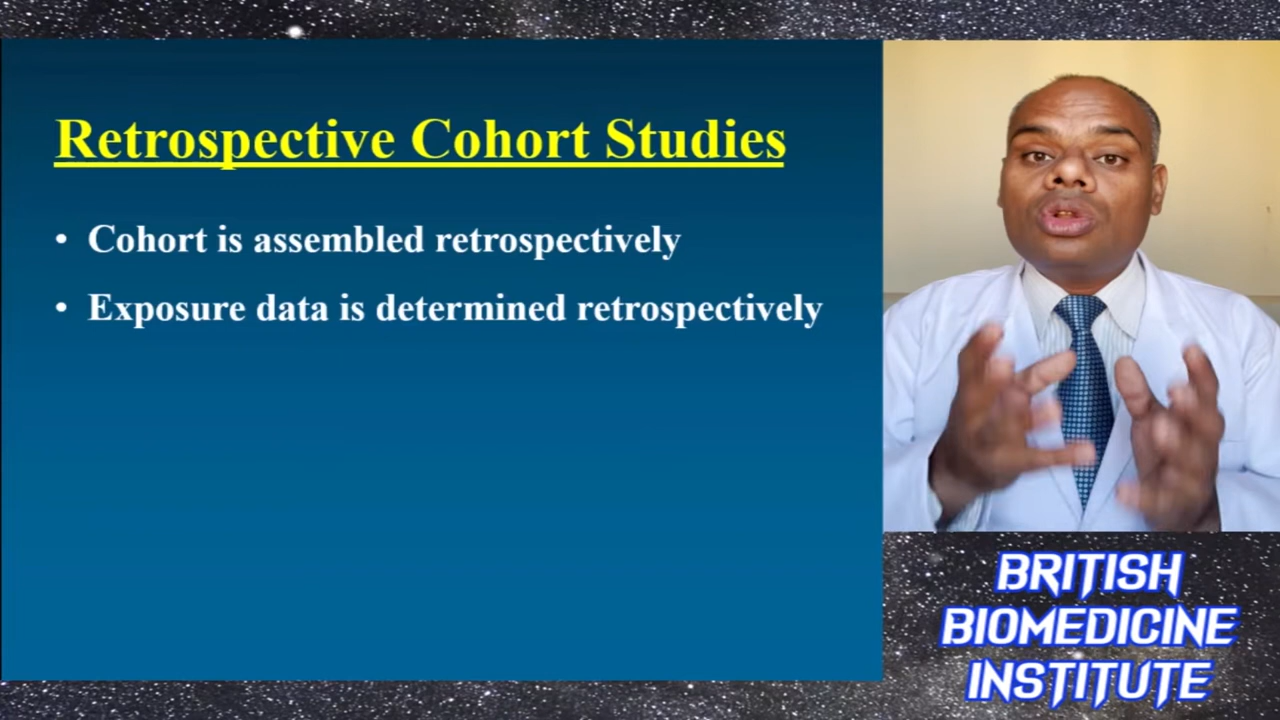 Retrospective Cohort Studies
• Cohort is assembled retrospectively
• Exposure data is determined retrospectively
BRITISH
BIOMEDICINE
INSTITUTE